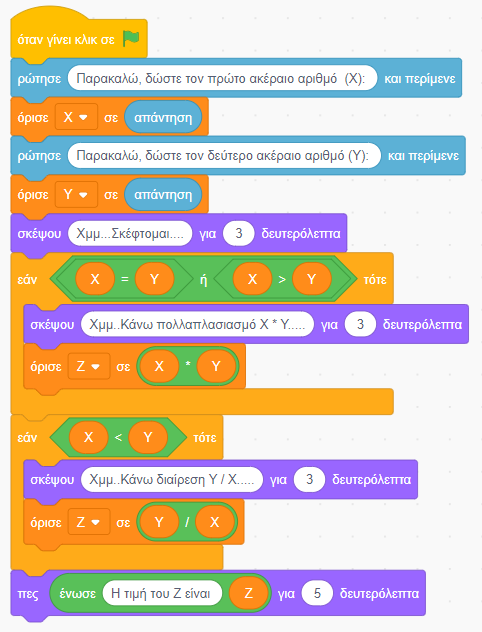 όταν γίνει κλικ σε
ρώτησε Παρακαλώ, δώστε τον πρώτο ακέραιο αριθμό (X): και περίμενε
όρισε X σε απάντηση
ρώτησε Παρακαλώ, δώστε τον δεύτερο ακέραιο αριθμό (Y): και περίμενε
όρισε Y σε απάντηση
σκέψου Χμμ...Σκέφτομαι.... για 3 δευτερόλεπτα
εάν X = Y ή X > Y τότε
σκέψου Χμμ..Κάνω πολλαπλασιασμό X * Y..... για 3 δευτερόλεπτα
όρισε Z σε X * Y
εάν X < Y τότε
σκέψου Χμμ..Κάνω διαίρεση Y / X..... για 3 δευτερόλεπτα
όρισε Z σε Y / X
πες ένωσε Η τιμή του Ζ είναι Z για 5 δευτερόλεπτα